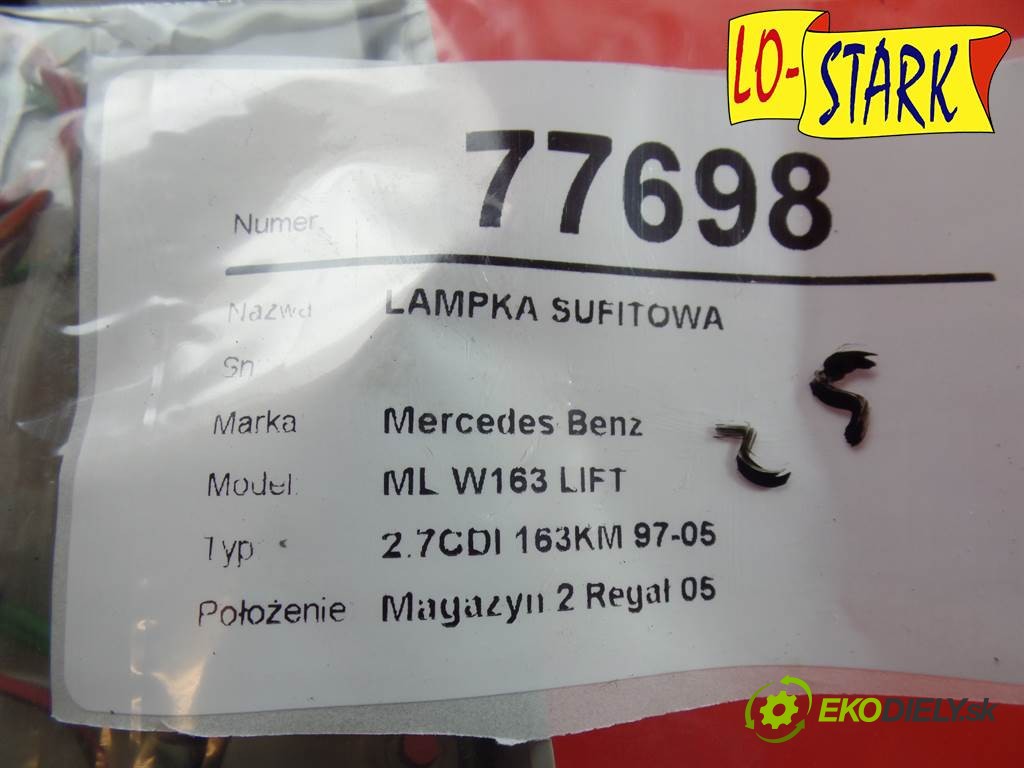 LO-STARK
Numer 77698
Nazwa LAMPKA SUFITOWA
Sn
Marka Mercedes Benz
Model: ML W163 LIFT
Typ 2.7CDI 163KM 97-05
Położenie Magazyn 2 Regał 05
EKODIELY.sk